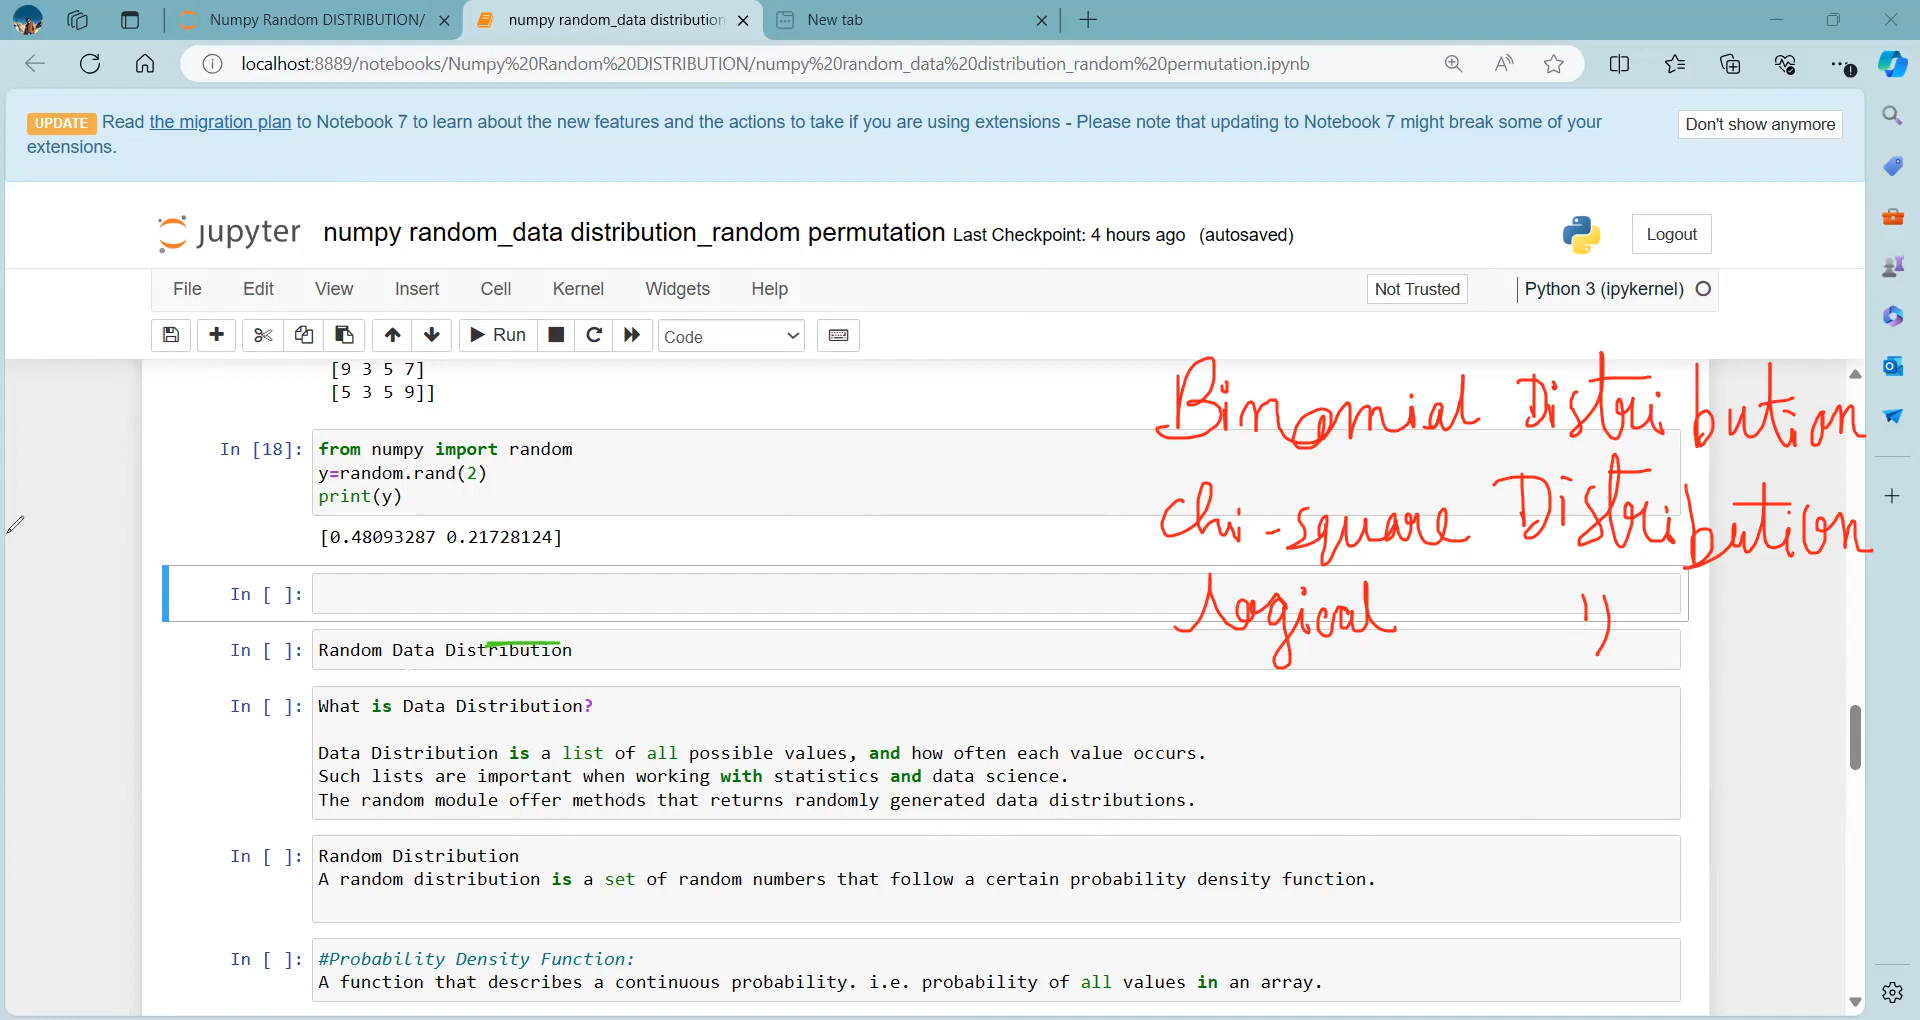 Numpy Random DISTRIBUTION/
numpy random_data distribution
New tab
localhost:8889/notebooks/Numpy%20Random%20DISTRIBUTION/numpy%20random_data%20distribution_random%20permutation.ipynb
UPDATE Read the migration plan to Notebook 7 to learn about the new features and the actions to take if you are using extensions - Please note that updating to Notebook 7 might break some of your
extensions.
Don't show anymore
jupyter numpy random_data distribution_random permutation Last Checkpoint: 4 hours ago (autosaved)
Logout
File Edit View Insert Cell Kernel Widgets Help
Not Trusted
Python 3 (ipykernel)
Run
Code
[9 3 5 7]
[5 3 5 9]]
Binomial Distribution
In [18]: from numpy import random
y=random.rand(2)
print(y)
chi-square Distribution
[0.48093287 0.21728124]
In [ ]:
logical ")
In [ ]: Random Data Distribution
In [ ]: What is Data Distribution?
Data Distribution is a list of all possible values, and how often each value occurs.
Such lists are important when working with statistics and data science.
The random module offer methods that returns randomly generated data distributions.
In [ ]: Random Distribution
A random distribution is a set of random numbers that follow a certain probability density function.
In [ ]: #Probability Density Function:
A function that describes a continuous probability. i.e. probability of all values in an array.